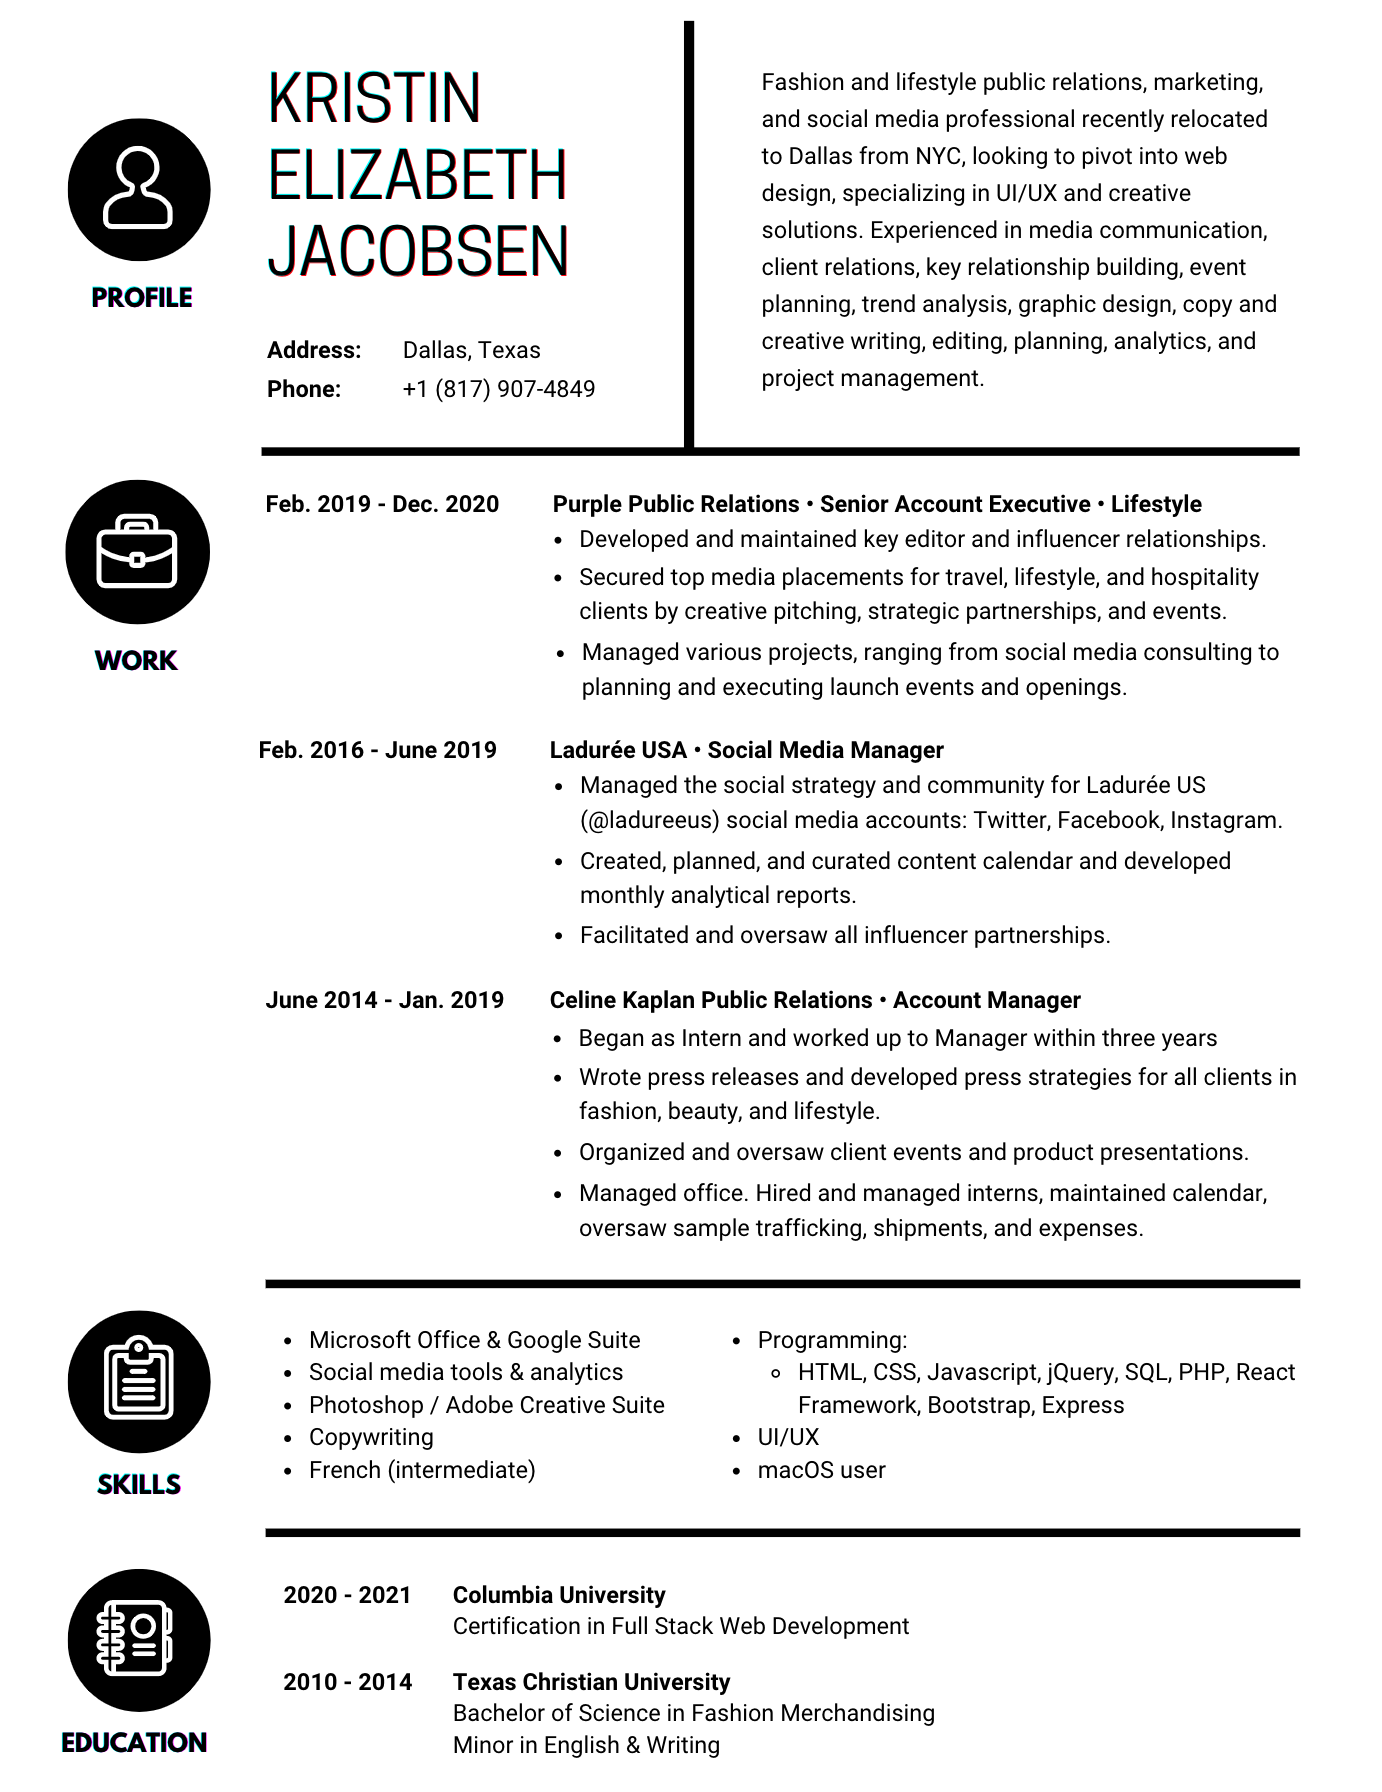 KRISTIN
ELIZABETH
JACOBSEN
PROFILE
Address: Dallas, Texas
Phone: +1 (817) 907-4849
Fashion and lifestyle public relations, marketing,
and social media professional recently relocated
to Dallas from NYC, looking to pivot into web
design, specializing in UI/UX and creative
solutions. Experienced in media communication,
client relations, key relationship building, event
planning, trend analysis, graphic design, copy and
creative writing, editing, planning, analytics, and
project management.
WORK
Feb. 2019 - Dec. 2020 Purple Public Relations • Senior Account Executive • Lifestyle
• Developed and maintained key editor and influencer relationships.
• Secured top media placements for travel, lifestyle, and hospitality
clients by creative pitching, strategic partnerships, and events.
• Managed various projects, ranging from social media consulting to
planning and executing launch events and openings.
Feb. 2016 - June 2019 Ladurée USA • Social Media Manager
• Managed the social strategy and community for Ladurée US
(@ladureeus) social media accounts: Twitter, Facebook, Instagram.
• Created, planned, and curated content calendar and developed
monthly analytical reports.
• Facilitated and oversaw all influencer partnerships.
June 2014 - Jan. 2019 Celine Kaplan Public Relations • Account Manager
• Began as Intern and worked up to Manager within three years
• Wrote press releases and developed press strategies for all clients in
fashion, beauty, and lifestyle.
• Organized and oversaw client events and product presentations.
• Managed office. Hired and managed interns, maintained calendar,
oversaw sample trafficking, shipments, and expenses.
SKILLS
• Microsoft Office & Google Suite
• Social media tools & analytics
• Photoshop / Adobe Creative Suite
• Copywriting
• French (intermediate)
• Programming:
◦ HTML, CSS, Javascript, jQuery, SQL, PHP, React
Framework, Bootstrap, Express
• UI/UX
• macOS user
EDUCATION
2020 - 2021 Columbia University
Certification in Full Stack Web Development
2010 - 2014 Texas Christian University
Bachelor of Science in Fashion Merchandising
Minor in English & Writing